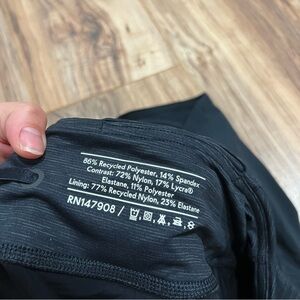 86% Recycled Polyester, 14% Spandex
Contrast: 72% Nylon, 17% Lycra®
Elastane, 11% Polyester
Lining: 77% Recycled Nylon, 23% Elastane
RN147908 /